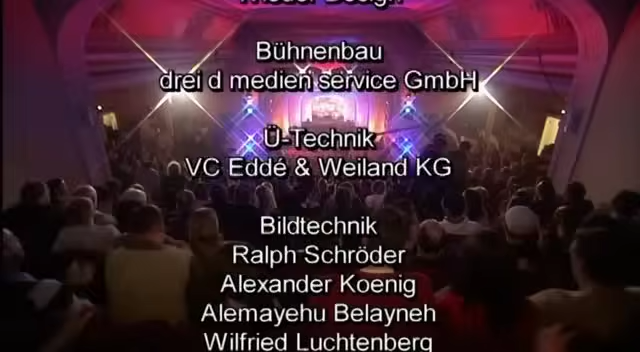 Bühnenbau
drei d medien service GmbH
Ü-Technik
VC Eddé & Weiland KG
Bildtechnik
Ralph Schröder
Alexander Koenig
Alemayehu Belayneh
Wilfried Luchtenberg